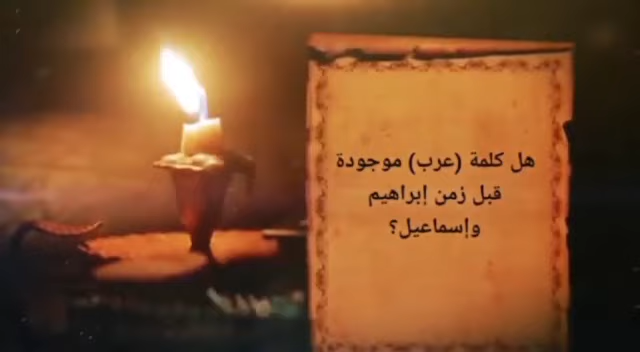 هل كلمة (عرب) موجودة
قبل زمن إبراهيم
وإسماعيل؟